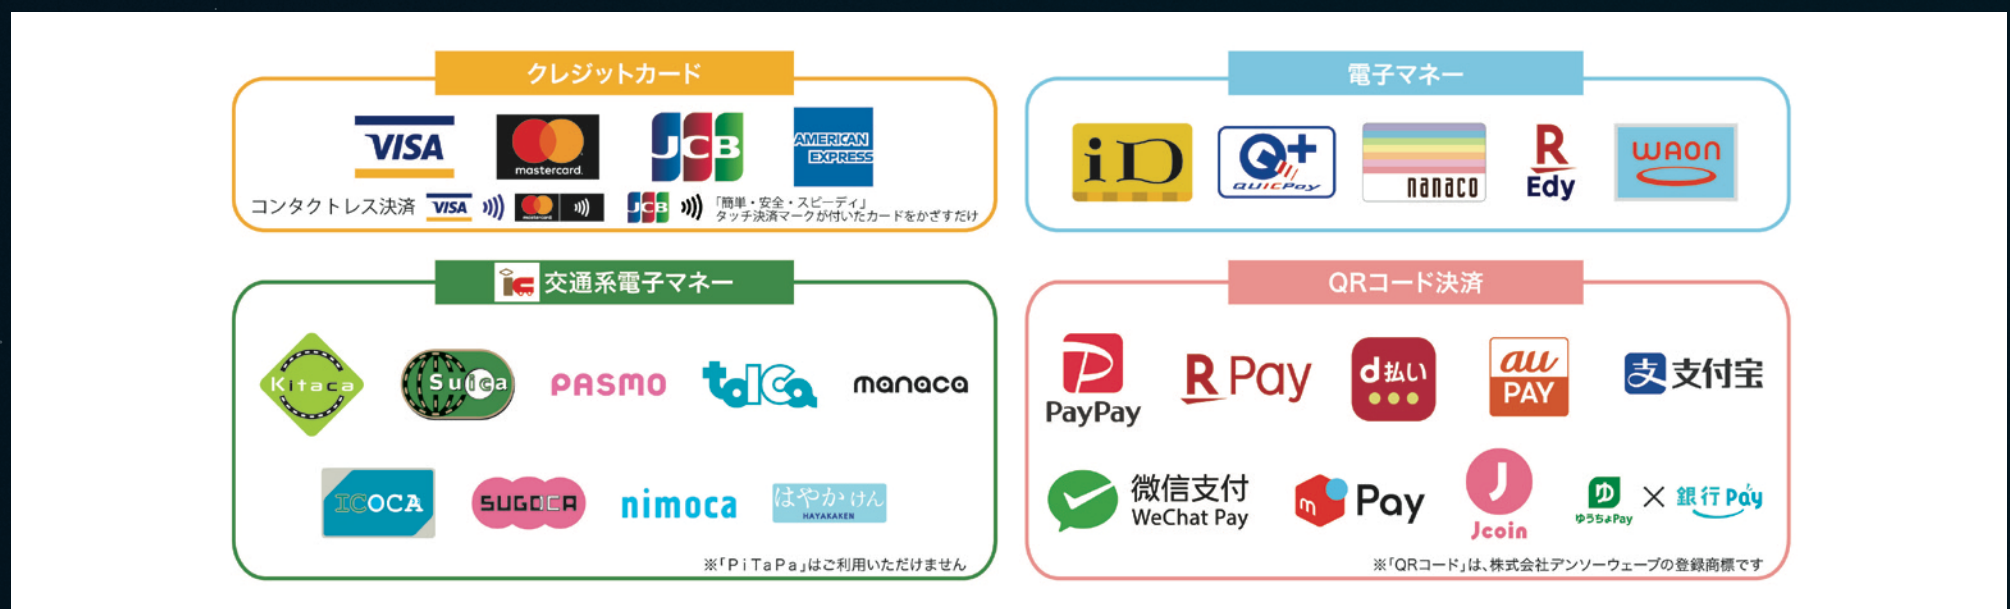 クレジットカード
VISA
mastercard.
JCB
AMERICAN
EXPRESS
コンタクトレス決済
VISA
mastercard
JCB
「簡単・安全・スピーディ」
タッチ決済マークが付いたカードをかざすだけ
電子マネー
iD
Q+
QUICPay
nanaco
R
Edy
WAON
ic 交通系電子マネー
Kitaca
Suica
PASMO
TOICa
manaca
ICOCA
SUGOCA
nimoca
はやかけん
HAYAKAKEN
※「PiTaPa」はご利用いただけません
QRコード決済
PayPay
R Pay
d払い
au
PAY
支 支付宝
微信支付
WeChat Pay
m Pay
J
Jcoin
ゆ
ゆうちょPay
× 銀行Pay
※「QRコード」は、株式会社デンソーウェーブの登録商標です